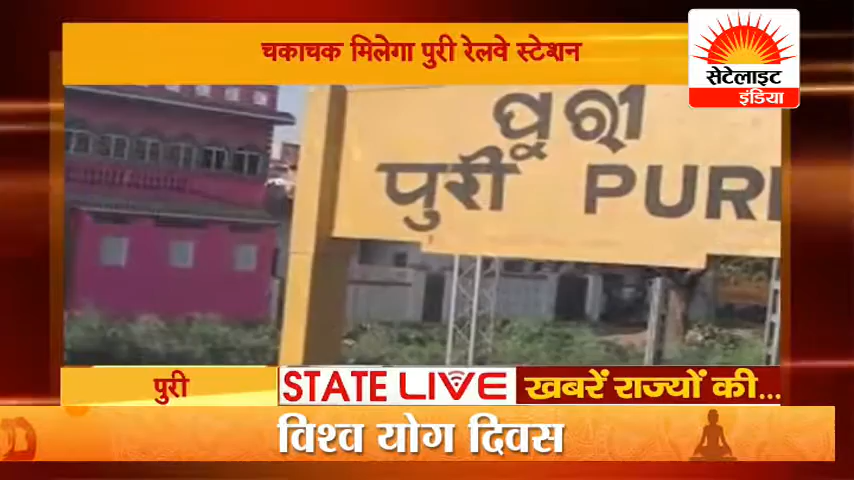 चकाचक मिलेगा पुरी रेलवे स्टेशन
सेटेलाइट
इंडिया
ପୁରୀ
पुरी PURI
पुरी
STATE LIVE खबरें राज्यों की...
विश्व योग दिवस